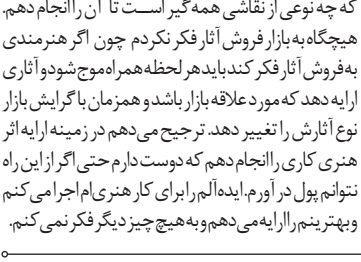 که چه نوعی از نقاشی همه گیر است تا آن را انجام دهم.
هیچگاه به بازار فروش آثار فکر نکردم چون اگر هنرمندی
به فروش آثار فکر کند باید هر لحظه همراه موج شود و آثاری
ارایه دهد که مورد علاقه بازار باشد و همزمان با گرایش بازار
نوع آثارش را تغییر دهد. ترجیح می‌دهم در زمینه ارایه اثر
هنری کاری را انجام دهم که دوست دارم حتی اگر از این راه
نتوانم پول در آورم. ایده آلم را برای کار هنری‌ام اجرا می کنم
و بهترینم را ارایه می‌دهم و به هیچ چیز دیگر فکر نمی کنم.